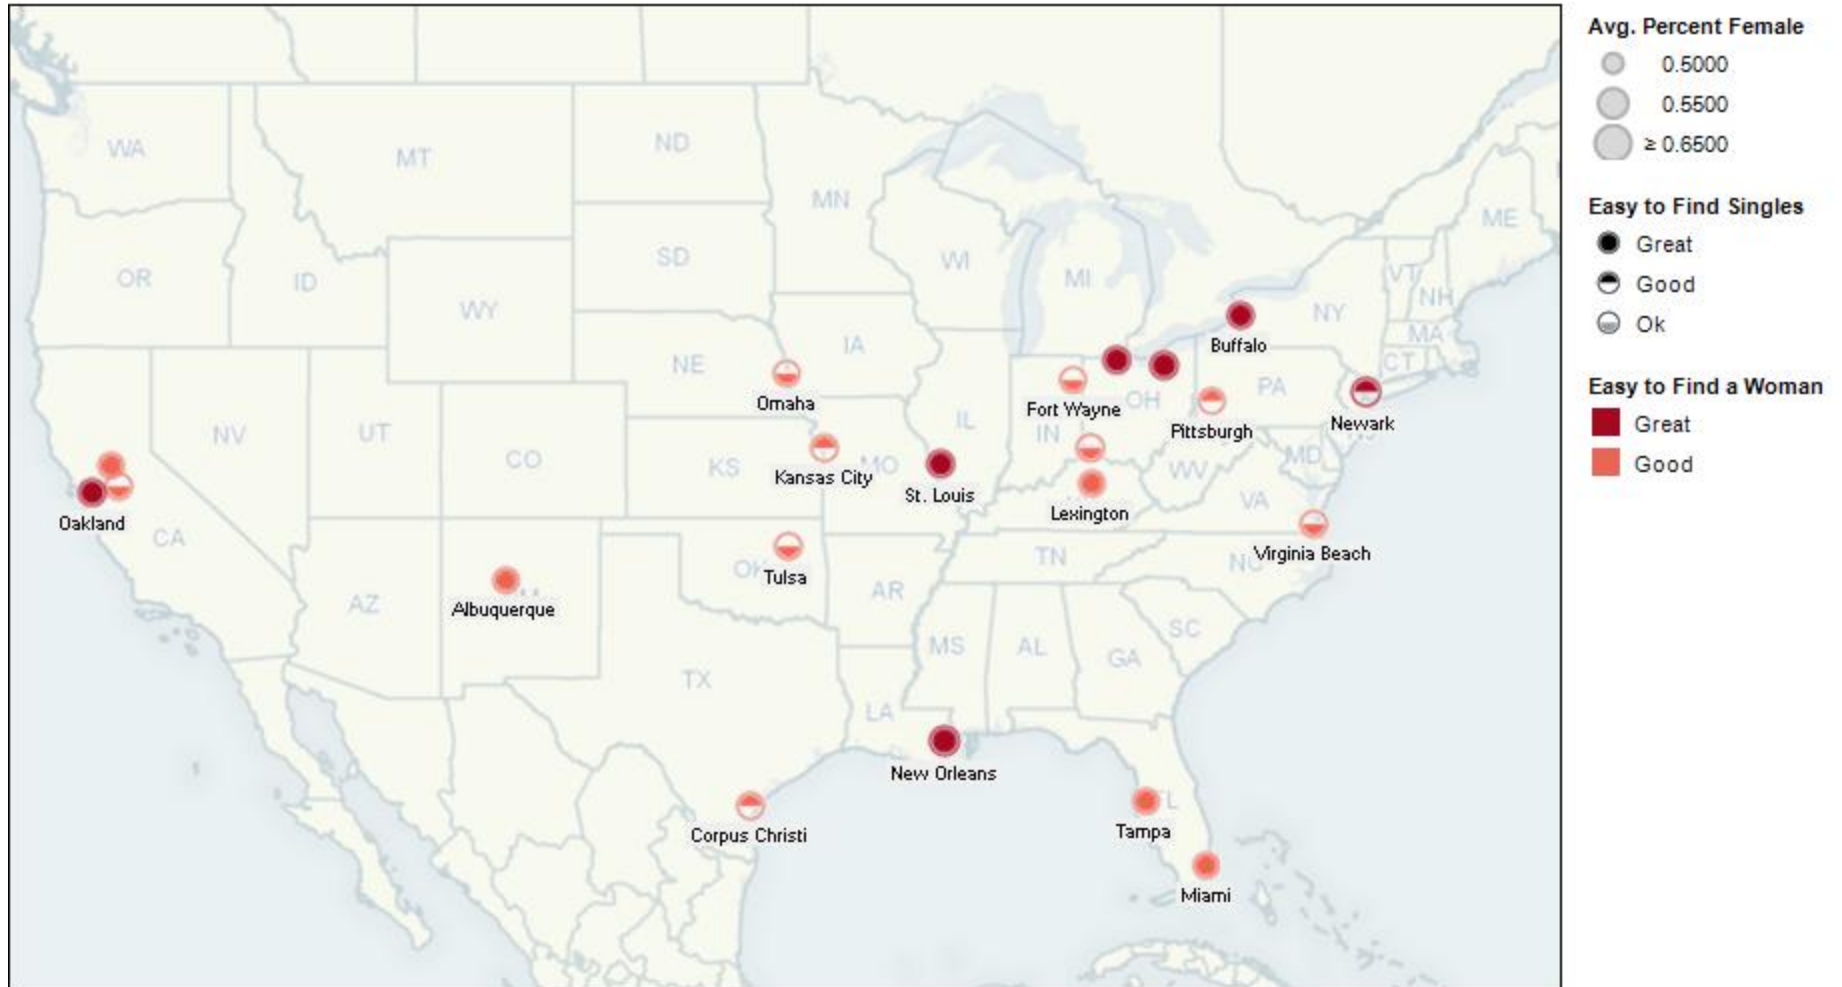 WA
MT
ND
MN
ME
OR
ID
SD
WI
MI
VT
NH
NY
WY
MA
Buffalo
IA
CT
NE
PA
Omaha
Fort Wayne
OH
Pittsburgh
Newark
NV
UT
IL
IN
CO
KS
Kansas City
MO
WV
MD
St. Louis
VA
Lexington
Oakland
CA
TN
NC
Virginia Beach
Tulsa
AR
AZ
Albuquerque
SC
MS
AL
GA
TX
LA
New Orleans
FL
Corpus Christi
Tampa
Miami
Avg. Percent Female
0.5000
0.5500
≥ 0.6500
Easy to Find Singles
Great
Good
Ok
Easy to Find a Woman
Great
Good